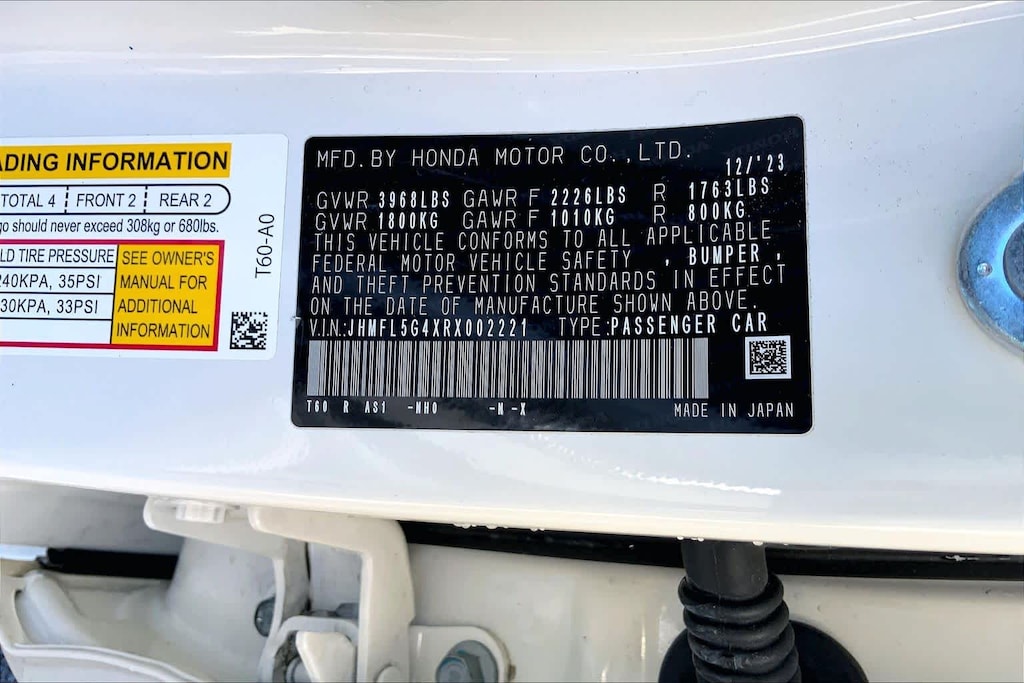 ADING INFORMATION
TOTAL 4 FRONT 2 REAR 2
go should never exceed 308kg or 680lbs.
LD TIRE PRESSURE
240KPA, 35PSI
30KPA, 33PSI
SEE OWNER'S
MANUAL FOR
ADDITIONAL
INFORMATION
T60-A0
MFD. BY HONDA MOTOR CO., LTD.
12/'23
GVWR 3968LBS GAWR F 2226LBS R 1763LBS
GVWR 1800KG GAWR F 1010KG R 800KG
THIS VEHICLE CONFORMS TO ALL APPLICABLE
FEDERAL MOTOR VEHICLE SAFETY , BUMPER ,
AND THEFT PREVENTION STANDARDS IN EFFECT
ON THE DATE OF MANUFACTURE SHOWN ABOVE.
V.I.N.:JHMFL5G4XRX002221 TYPE:PASSENGER CAR
T60 R AS1 -NH0 -N-X
MADE IN JAPAN